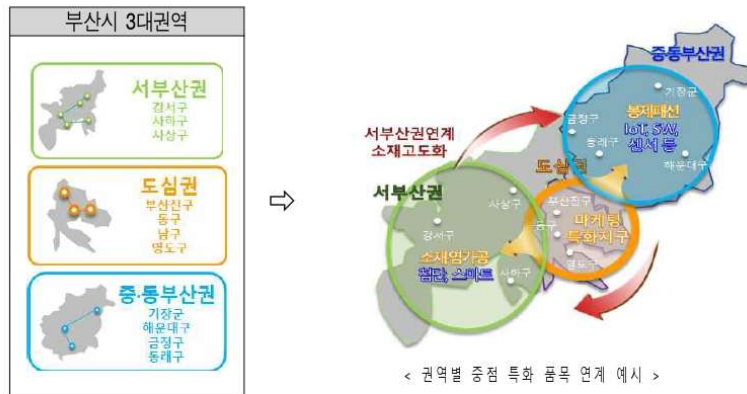 부산시 3대권역
서부산권
강서구
사하구
사상구
도심권
부산진구
동구
남구
영도구
중·동부산권
기장군
해운대구
금정구
동래구
⇨
중동부산권
기장군
봉제패션
금정구
IoT, SW,
센서 등
동래구
해운대구
서부산권연계
소재고도화
도심권
서부산권
사상구
부산진구
강서구
마케팅
특화지구
동구
소재염가공
첨단, 스마트
영도구
사하구
< 권역별 중점 특화 품목 연계 예시 >